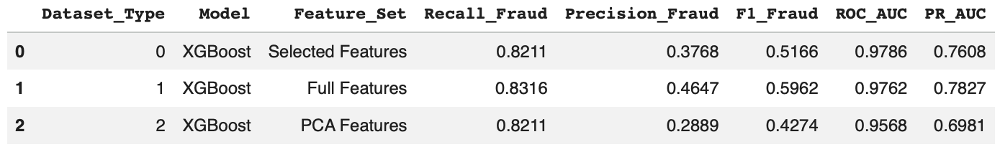 Dataset_Type Model Feature_Set Recall_Fraud Precision_Fraud F1_Fraud ROC_AUC PR_AUC
0 0 XGBoost Selected Features 0.8211 0.3768 0.5166 0.9786 0.7608
1 1 XGBoost Full Features 0.8316 0.4647 0.5962 0.9762 0.7827
2 2 XGBoost PCA Features 0.8211 0.2889 0.4274 0.9568 0.6981